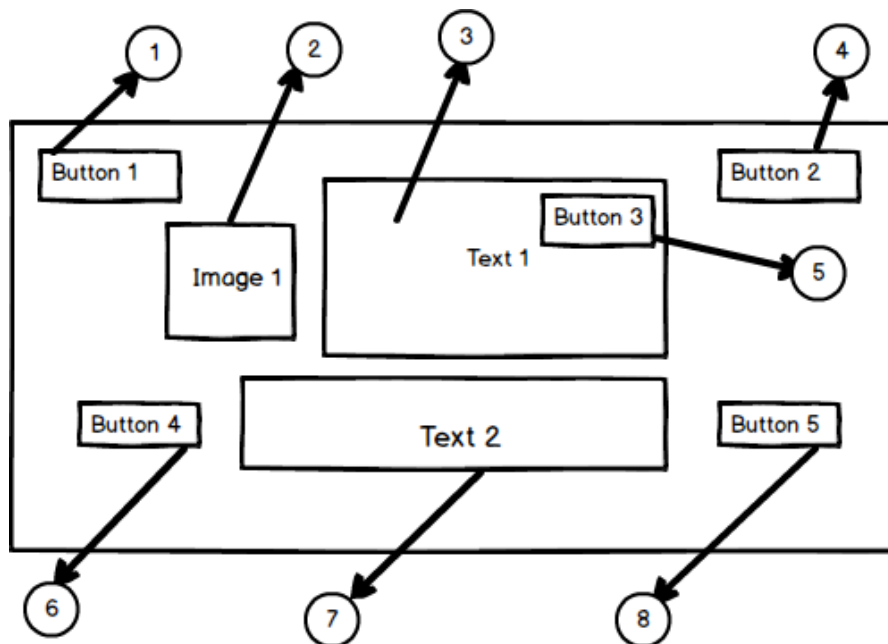 1
2
3
4
Button 1
Button 2
Button 3
Text 1
Image 1
5
Button 4
Text 2
Button 5
6
7
8